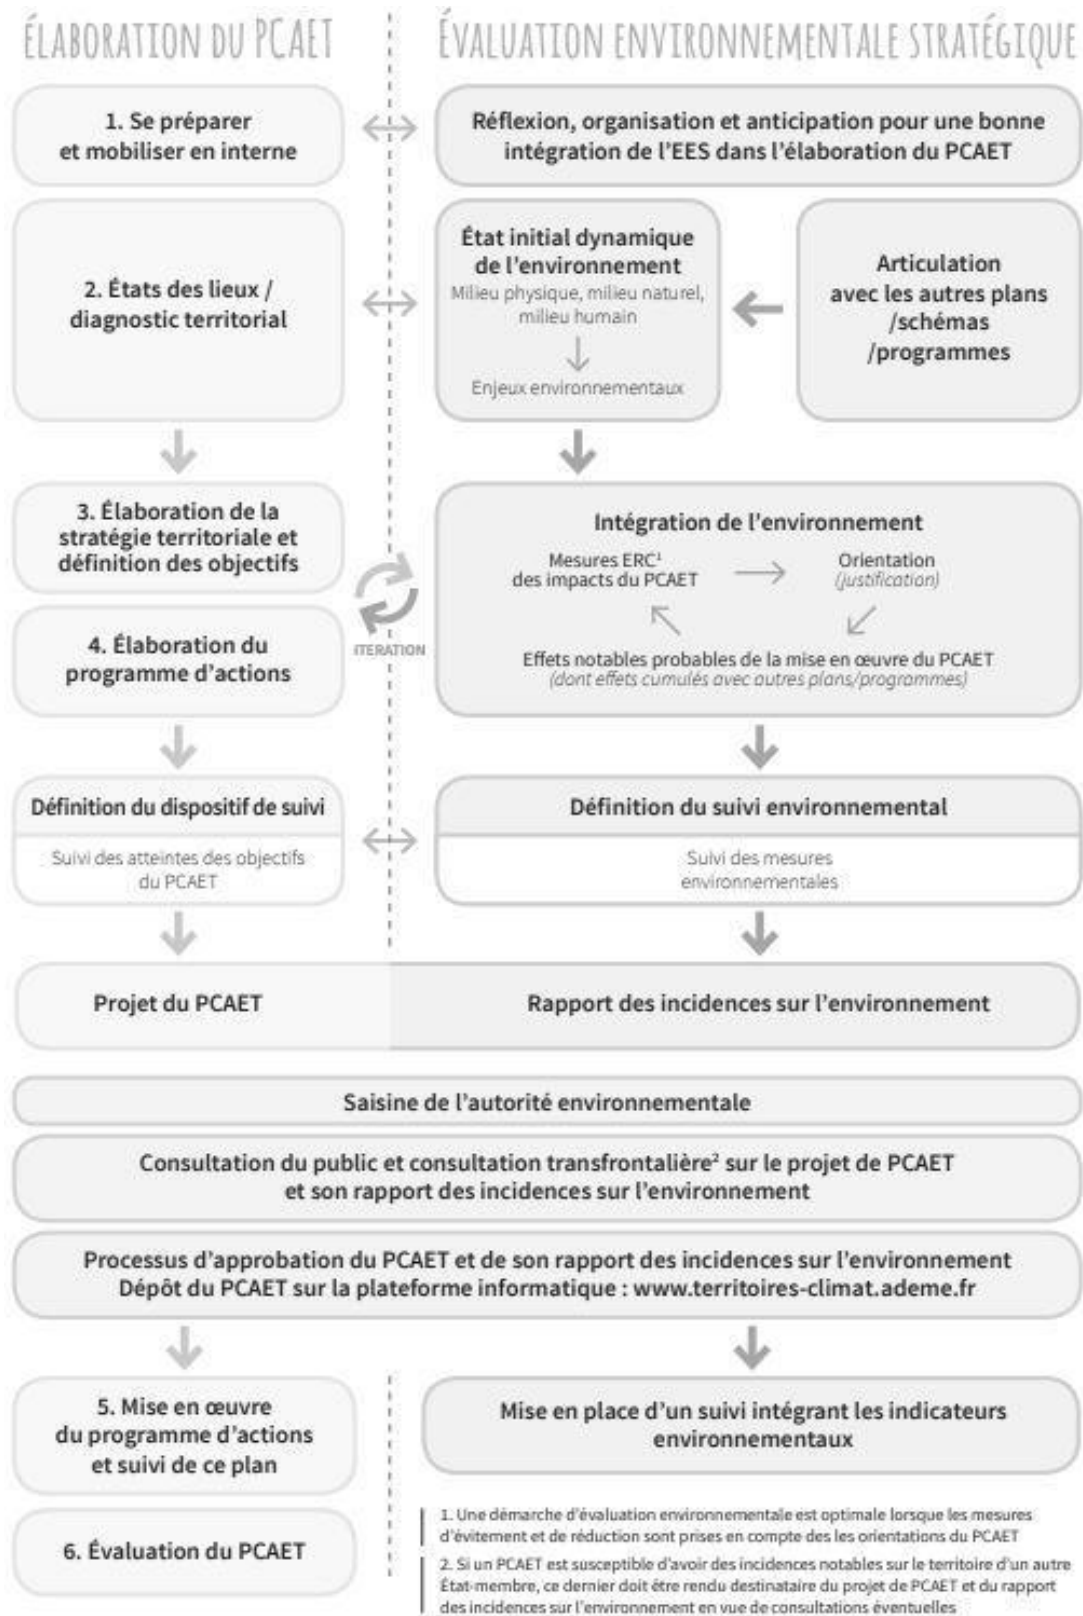 ÉLABORATION DU PCAET
ÉVALUATION ENVIRONNEMENTALE STRATÉGIQUE
1. Se préparer
et mobiliser en interne
Réflexion, organisation et anticipation pour une bonne
intégration de l'EES dans l'élaboration du PCAET
2. États des lieux /
diagnostic territorial
État initial dynamique
de l'environnement
Milieu physique, milieu naturel,
milieu humain
Enjeux environnementaux
Articulation
avec les autres plans
/schémas
/programmes
3. Élaboration de la
stratégie territoriale et
définition des objectifs
4. Élaboration du
programme d'actions
ITERATION
Intégration de l'environnement
Mesures ERC¹
des impacts du PCAET
Orientation
(justification)
Effets notables probables de la mise en œuvre du PCAET
(dont effets cumulés avec autres plans/programmes)
Définition du dispositif de suivi
Suivi des atteintes des objectifs
du PCAET
Définition du suivi environnemental
Suivi des mesures
environnementales
Projet du PCAET
Rapport des incidences sur l'environnement
Saisine de l'autorité environnementale
Consultation du public et consultation transfrontalière² sur le projet de PCAET
et son rapport des incidences sur l'environnement
Processus d'approbation du PCAET et de son rapport des incidences sur l'environnement
Dépôt du PCAET sur la plateforme informatique : www.territoires-climat.ademe.fr
5. Mise en œuvre
du programme d'actions
et suivi de ce plan
Mise en place d'un suivi intégrant les indicateurs
environnementaux
6. Évaluation du PCAET
1. Une démarche d'évaluation environnementale est optimale lorsque les mesures
d'évitement et de réduction sont prises en compte des les orientations du PCAET
2. Si un PCAET est susceptible d'avoir des incidences notables sur le territoire d'un autre
État-membre, ce dernier doit être rendu destinataire du projet de PCAET et du rapport
des incidences sur l'environnement en vue de consultations éventuelles